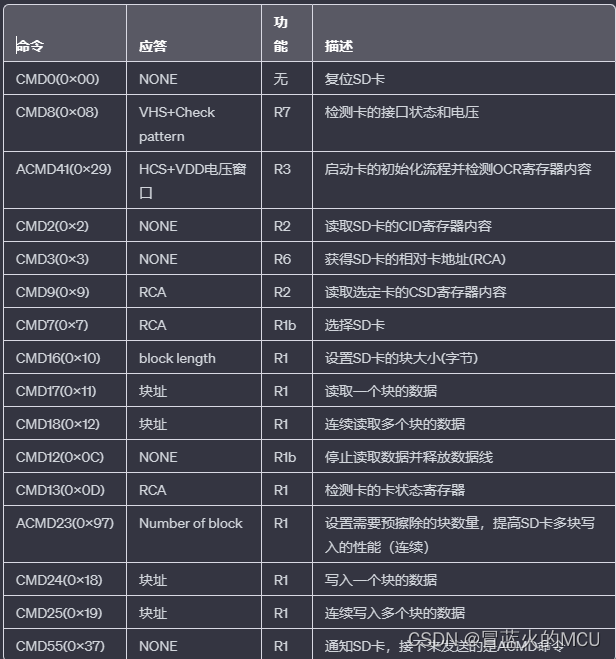 命令 应答 功能 描述
CMD0(0×00) NONE 无 复位SD卡
CMD8(0×08) VHS+Check pattern R7 检测卡的接口状态和电压
ACMD41(0×29) HCS+VDD电压窗口 R3 启动卡的初始化流程并检测OCR寄存器内容
CMD2(0×2) NONE R2 读取SD卡的CID寄存器内容
CMD3(0×3) NONE R6 获得SD卡的相对卡地址(RCA)
CMD9(0×9) RCA R2 读取选定卡的CSD寄存器内容
CMD7(0×7) RCA R1b 选择SD卡
CMD16(0×10) block length R1 设置SD卡的块大小(字节)
CMD17(0×11) 块址 R1 读取一个块的数据
CMD18(0×12) 块址 R1 连续读取多个块的数据
CMD12(0×0C) NONE R1b 停止读取数据并释放数据线
CMD13(0×0D) RCA R1 检测卡的卡状态寄存器
ACMD23(0×97) Number of block R1 设置需要预擦除的块数量，提高SD卡多块写
入的性能（连续）
CMD24(0×18) 块址 R1 写入一个块的数据
CMD25(0×19) 块址 R1 连续写入多个块的数据
CMD55(0×37) NONE R1 通知SD卡，接下来发送的是ACMD命令
CSDN @冒蓝火的MCU